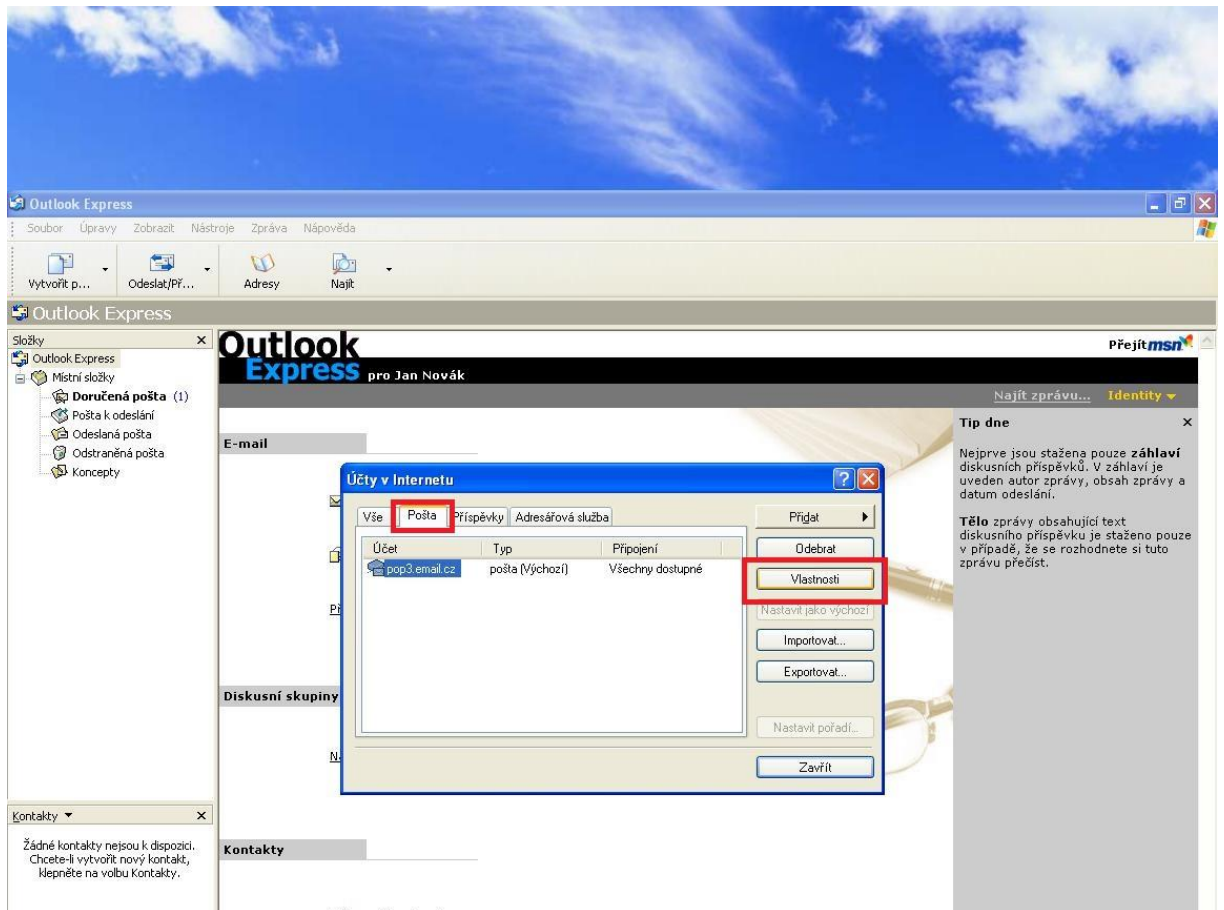 Outlook Express
Soubor Úpravy Zobrazit Nástroje Zpráva Nápověda
Vytvořit p... Odeslat/Př... Adresy Najít
Outlook Express
Složky
Outlook Express
Místní složky
Doručená pošta (1)
Pošta k odeslání
Odeslaná pošta
Odstraněná pošta
Koncepty
Kontakty
Žádné kontakty nejsou k dispozici.
Chcete-li vytvořit nový kontakt,
klepněte na volbu Kontakty.
Outlook
Express pro Jan Novák
Přejít msn
Najít zprávu... Identity
E-mail
Diskusní skupiny
Kontakty
Účty v Internetu
Vše Pošta Příspěvky Adresářová služba
Účet Typ Připojení
pop3.email.cz pošta (Výchozí) Všechny dostupné
Přidat
Odebrat
Vlastnosti
Nastavit jako výchozí
Importovat...
Exportovat...
Nastavit pořadí...
Zavřít
Tip dne
Nejprve jsou stažena pouze záhlaví
diskusních příspěvků. V záhlaví je
uveden autor zprávy, obsah zprávy a
datum odeslání.
Tělo zprávy obsahující text
diskusního příspěvku je staženo pouze
v případě, že se rozhodnete si tuto
zprávu přečíst.